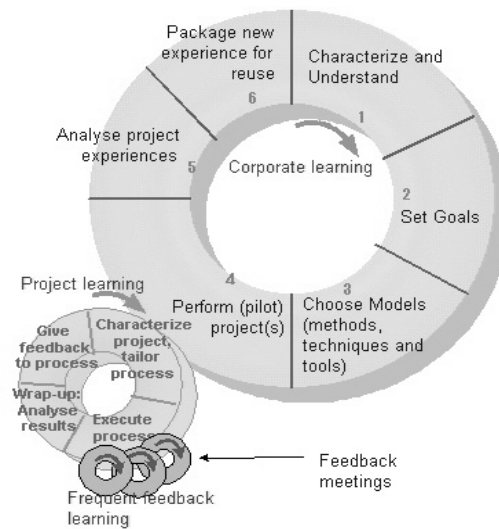 Package new
experience for
reuse
6
Characterize and
Understand
1
Analyse project
experiences
5
Corporate learning
2
Set Goals
4
Perform (pilot)
project(s)
3
Choose Models
(methods,
techniques and
tools)
Project learning
Give
feedback
to process
Characterize
project,
tailor
process
Wrap-up:
Analyse
results
Execute
process
Frequent feedback
learning
Feedback
meetings